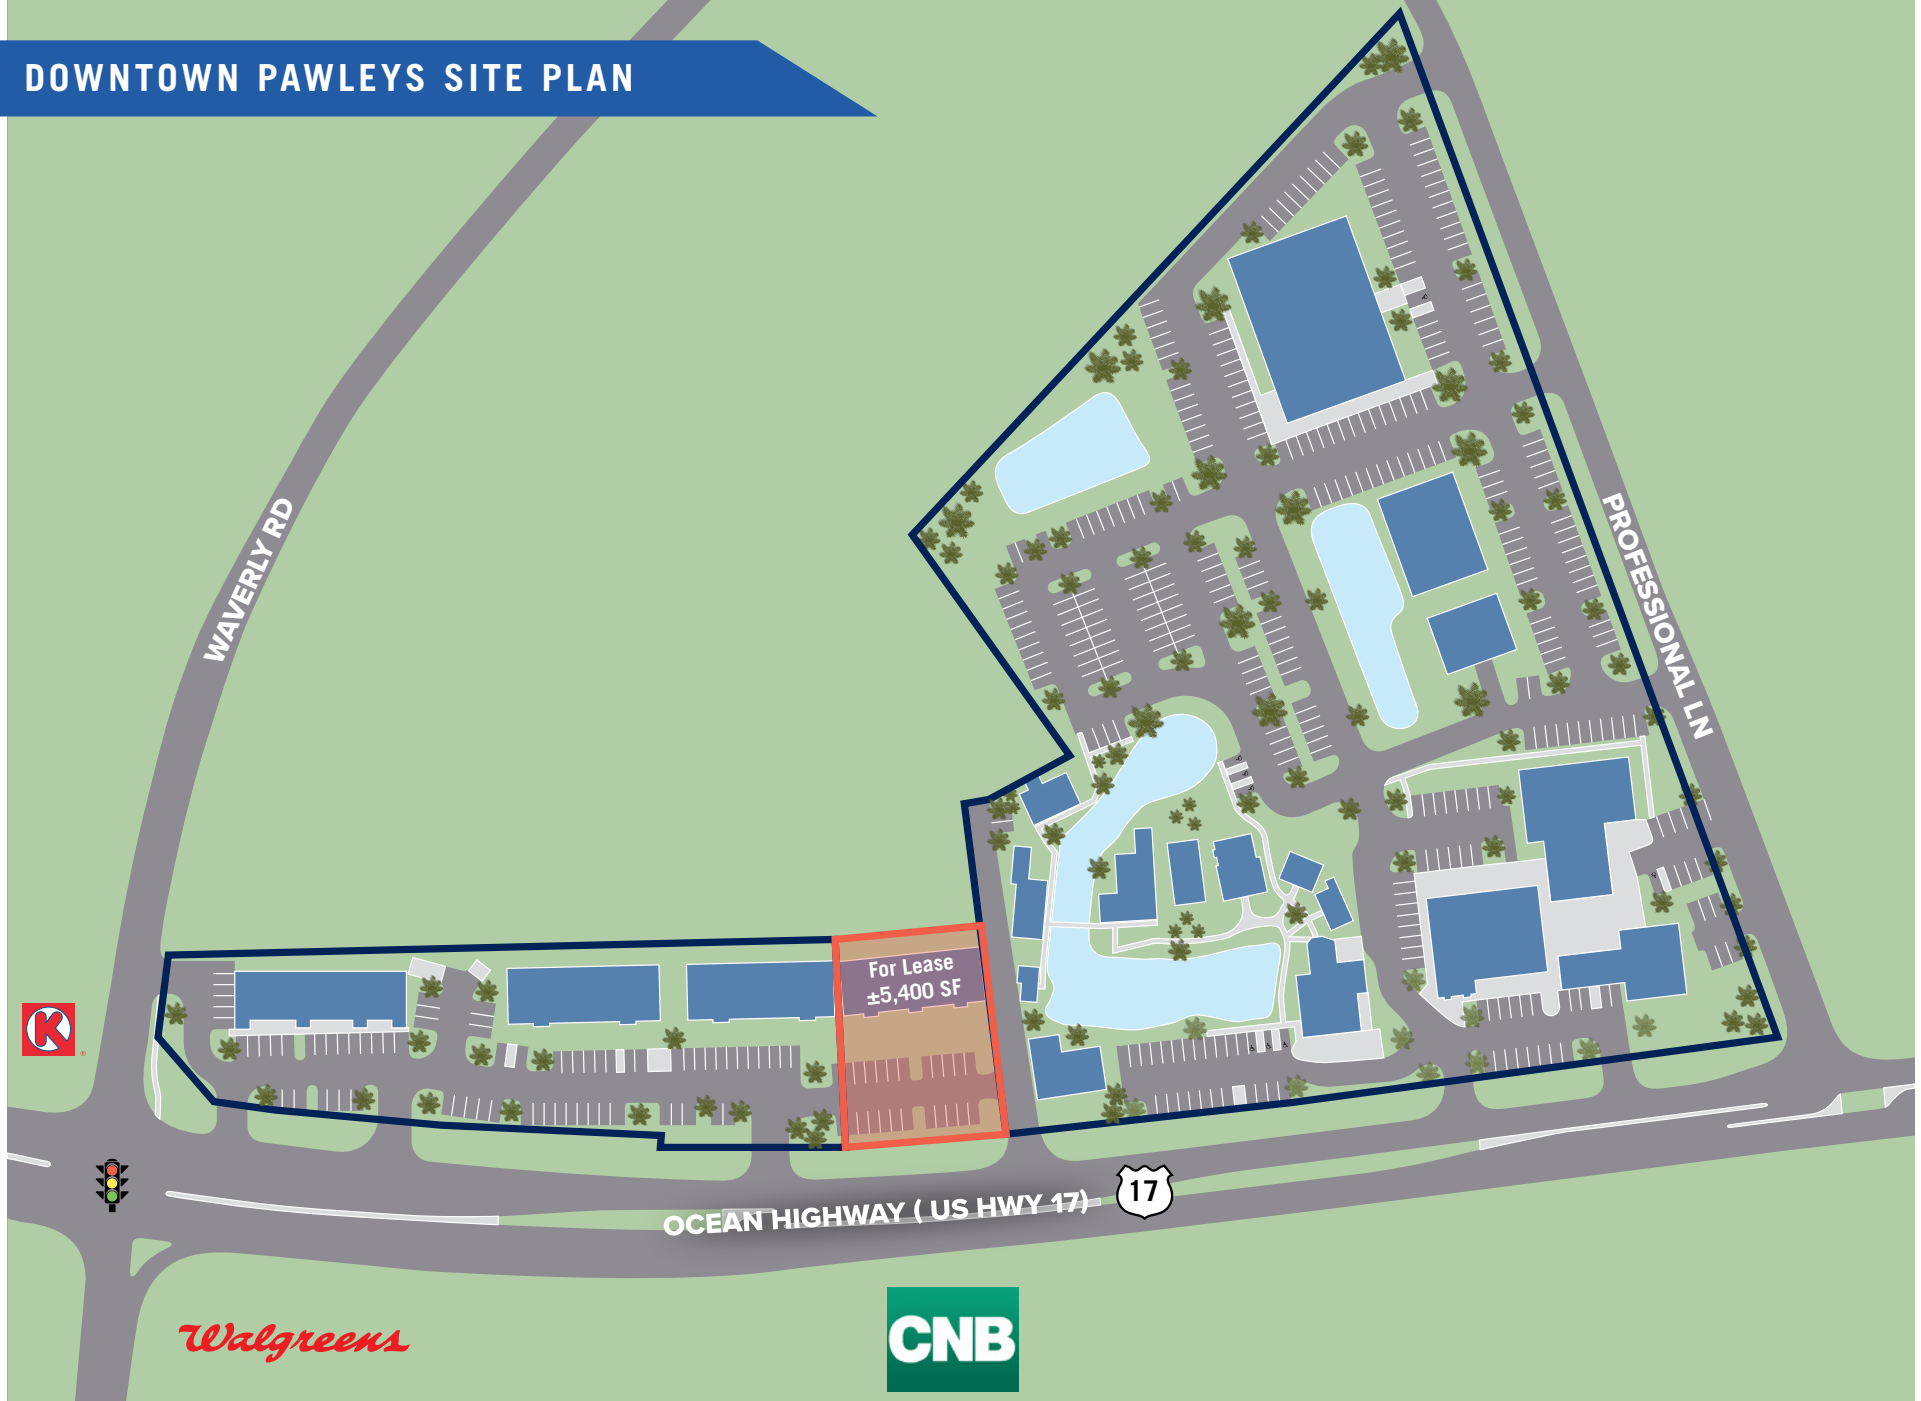 DOWNTOWN PAWLEYS SITE PLAN
WAVERLY RD
PROFESSIONAL LN
For Lease
±5,400 SF
K
OCEAN HIGHWAY ( US HWY 17)
17
Walgreens
CNB